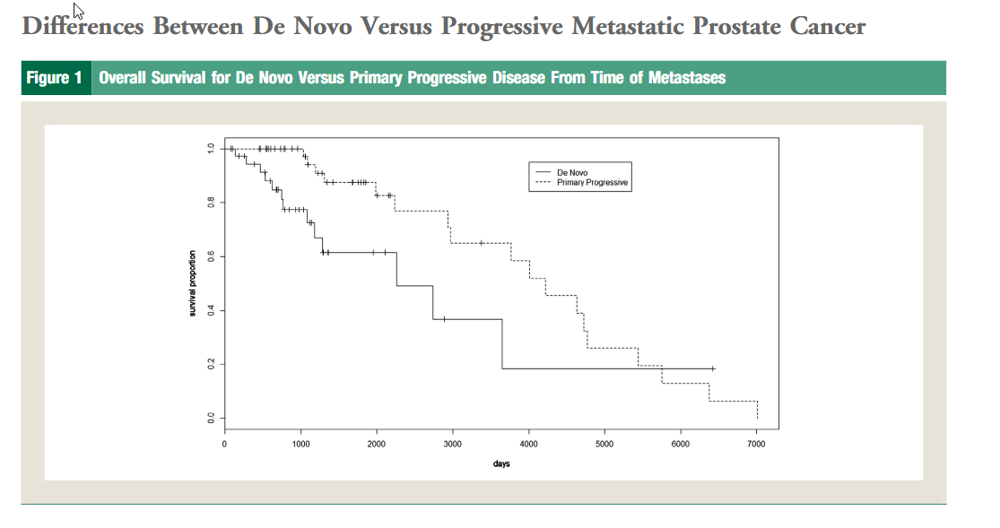 Differences Between De Novo Versus Progressive Metastatic Prostate Cancer
Figure 1 Overall Survival for De Novo Versus Primary Progressive Disease From Time of Metastases
De Novo
Primary Progressive
survival proportion
1.0
0.8
0.6
0.4
0.2
0.0
0 1000 2000 3000 4000 5000 6000 7000
days